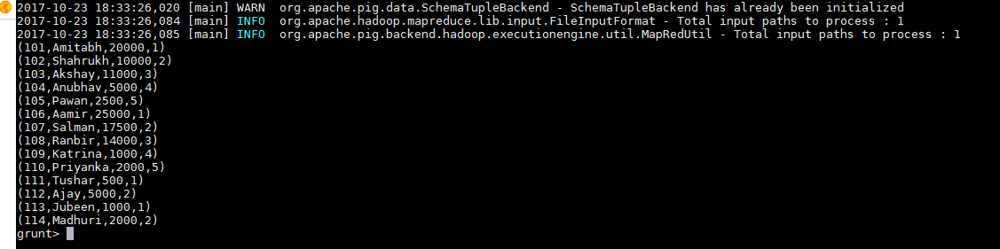 2017-10-23 18:33:26,020 [main] WARN  org.apache.pig.data.SchemaTupleBackend - SchemaTupleBackend has already been initialized
2017-10-23 18:33:26,084 [main] INFO  org.apache.hadoop.mapreduce.lib.input.FileInputFormat - Total input paths to process : 1
2017-10-23 18:33:26,085 [main] INFO  org.apache.pig.backend.hadoop.executionengine.util.MapRedUtil - Total input paths to process : 1
(101,Amitabh,20000,1)
(102,Shahrukh,10000,2)
(103,Akshay,11000,3)
(104,Anubhav,5000,4)
(105,Pawan,2500,5)
(106,Aamir,25000,1)
(107,Salman,17500,2)
(108,Ranbir,14000,3)
(109,Katrina,1000,4)
(110,Priyanka,2000,5)
(111,Tushar,500,1)
(112,Ajay,5000,2)
(113,Jubeen,1000,1)
(114,Madhuri,2000,2)
grunt>